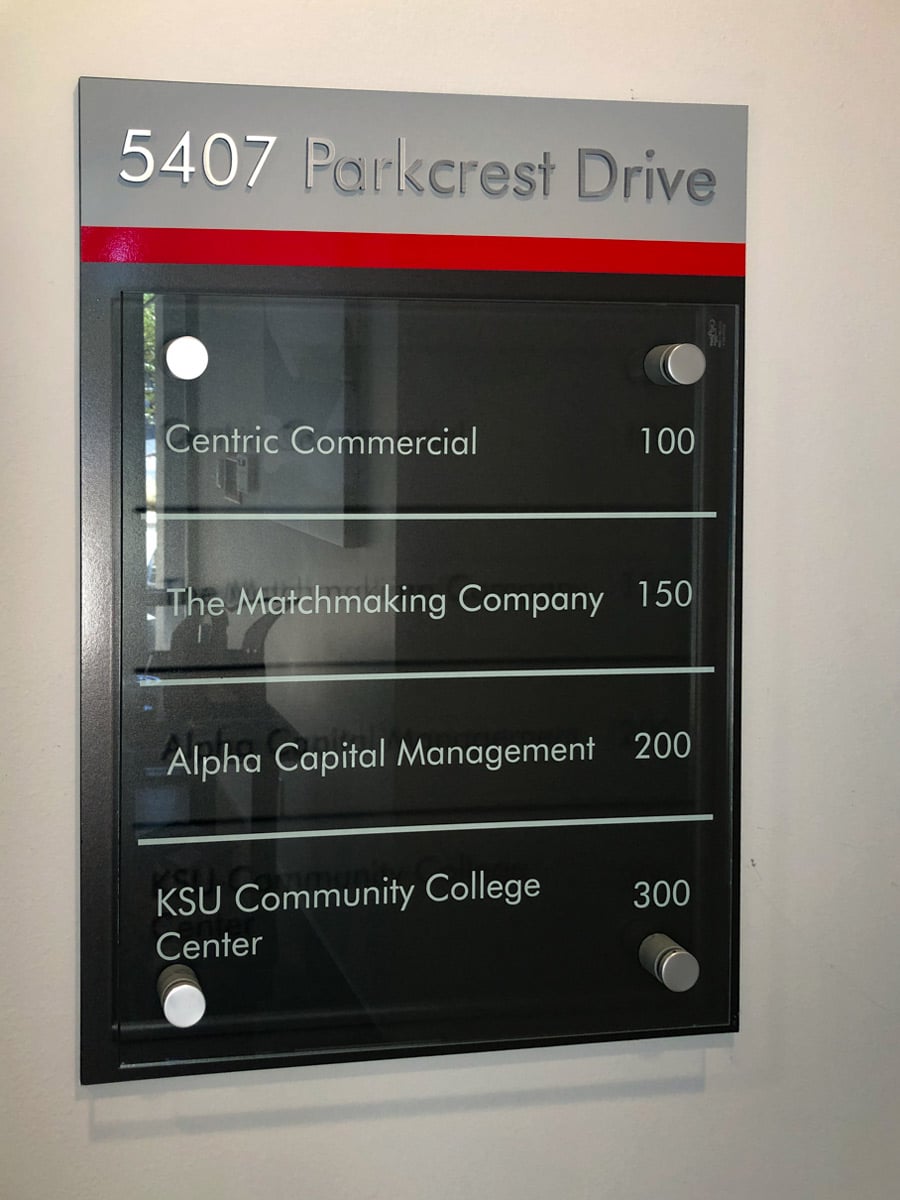 5407 Parkcrest Drive
Centric Commercial 100
The Matchmaking Company 150
Alpha Capital Management 200
KSU Community College 300
Center